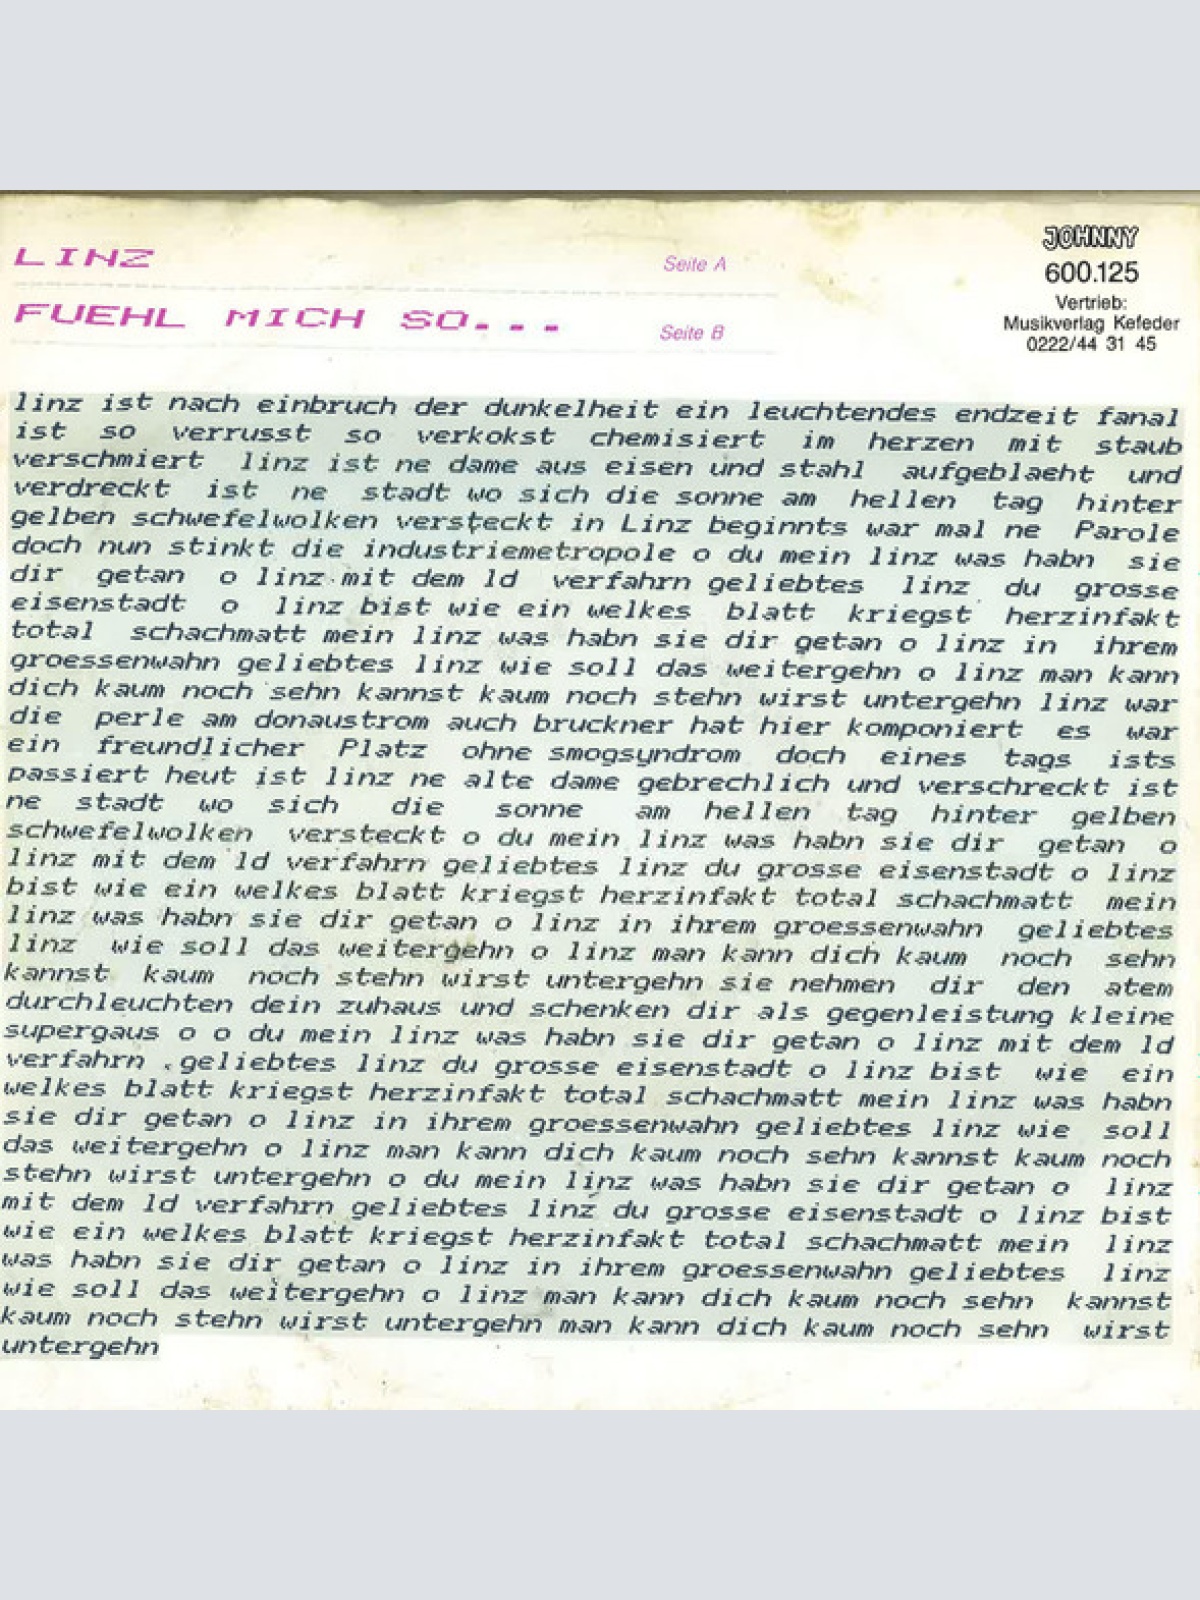 LINZ
Seite A
FUEHL MICH SO...
Seite B
JOHNNY
600.125
Vertrieb:
Musikverlag Kefeder
0222/44 31 45
linz ist nach einbruch der dunkelheit ein leuchtendes endzeit fanal
ist so verrusst so verkokst chemisiert im herzen mit staub
verschmiert linz ist ne dame aus eisen und stahl aufgeblaeht und
verdreckt ist ne stadt wo sich die sonne am hellen tag hinter
gelben schwefelwolken versteckt in Linz beginnts war mal ne Parole
doch nun stinkt die industriemetropole o du mein linz was habn sie
dir getan o linz mit dem ld verfahrn geliebtes linz du grosse
eisenstadt o linz bist wie ein welkes blatt kriegst herzinfakt
total schachmatt mein linz was habn sie dir getan o linz in ihrem
groessenwahn geliebtes linz wie soll das weitergehn o linz man kann
dich kaum noch sehn kannst kaum noch stehn wirst untergehn linz war
die perle am donaustrom auch bruckner hat hier komponiert es war
ein freundlicher Platz ohne smogsyndrom doch eines tags ists
passiert heut ist linz ne alte dame gebrechlich und verschreckt ist
ne stadt wo sich die sonne am hellen tag hinter gelben
schwefelwolken versteckt o du mein linz was habn sie dir getan o
linz mit dem ld verfahrn geliebtes linz du grosse eisenstadt o linz
bist wie ein welkes blatt kriegst herzinfakt total schachmatt mein
linz was habn sie dir getan o linz in ihrem groessenwahn geliebtes
linz wie soll das weitergehn o linz man kann dich kaum noch sehn
kannst kaum noch stehn wirst untergehn sie nehmen dir den atem
durchleuchten dein zuhaus und schenken dir als gegenleistung kleine
supergaus o o du mein linz was habn sie dir getan o linz mit dem ld
verfahrn geliebtes linz du grosse eisenstadt o linz bist wie ein
welkes blatt kriegst herzinfakt total schachmatt mein linz was habn
sie dir getan o linz in ihrem groessenwahn geliebtes linz wie soll
das weitergehn o linz man kann dich kaum noch sehn kannst kaum noch
stehn wirst untergehn o du mein linz was habn sie dir getan o linz
mit dem ld verfahrn geliebtes linz du grosse eisenstadt o linz bist
wie ein welkes blatt kriegst herzinfakt total schachmatt mein linz
was habn sie dir getan o linz in ihrem groessenwahn geliebtes linz
wie soll das weitergehn o linz man kann dich kaum noch sehn kannst
kaum noch stehn wirst untergehn man kann dich kaum noch sehn wirst
untergehn